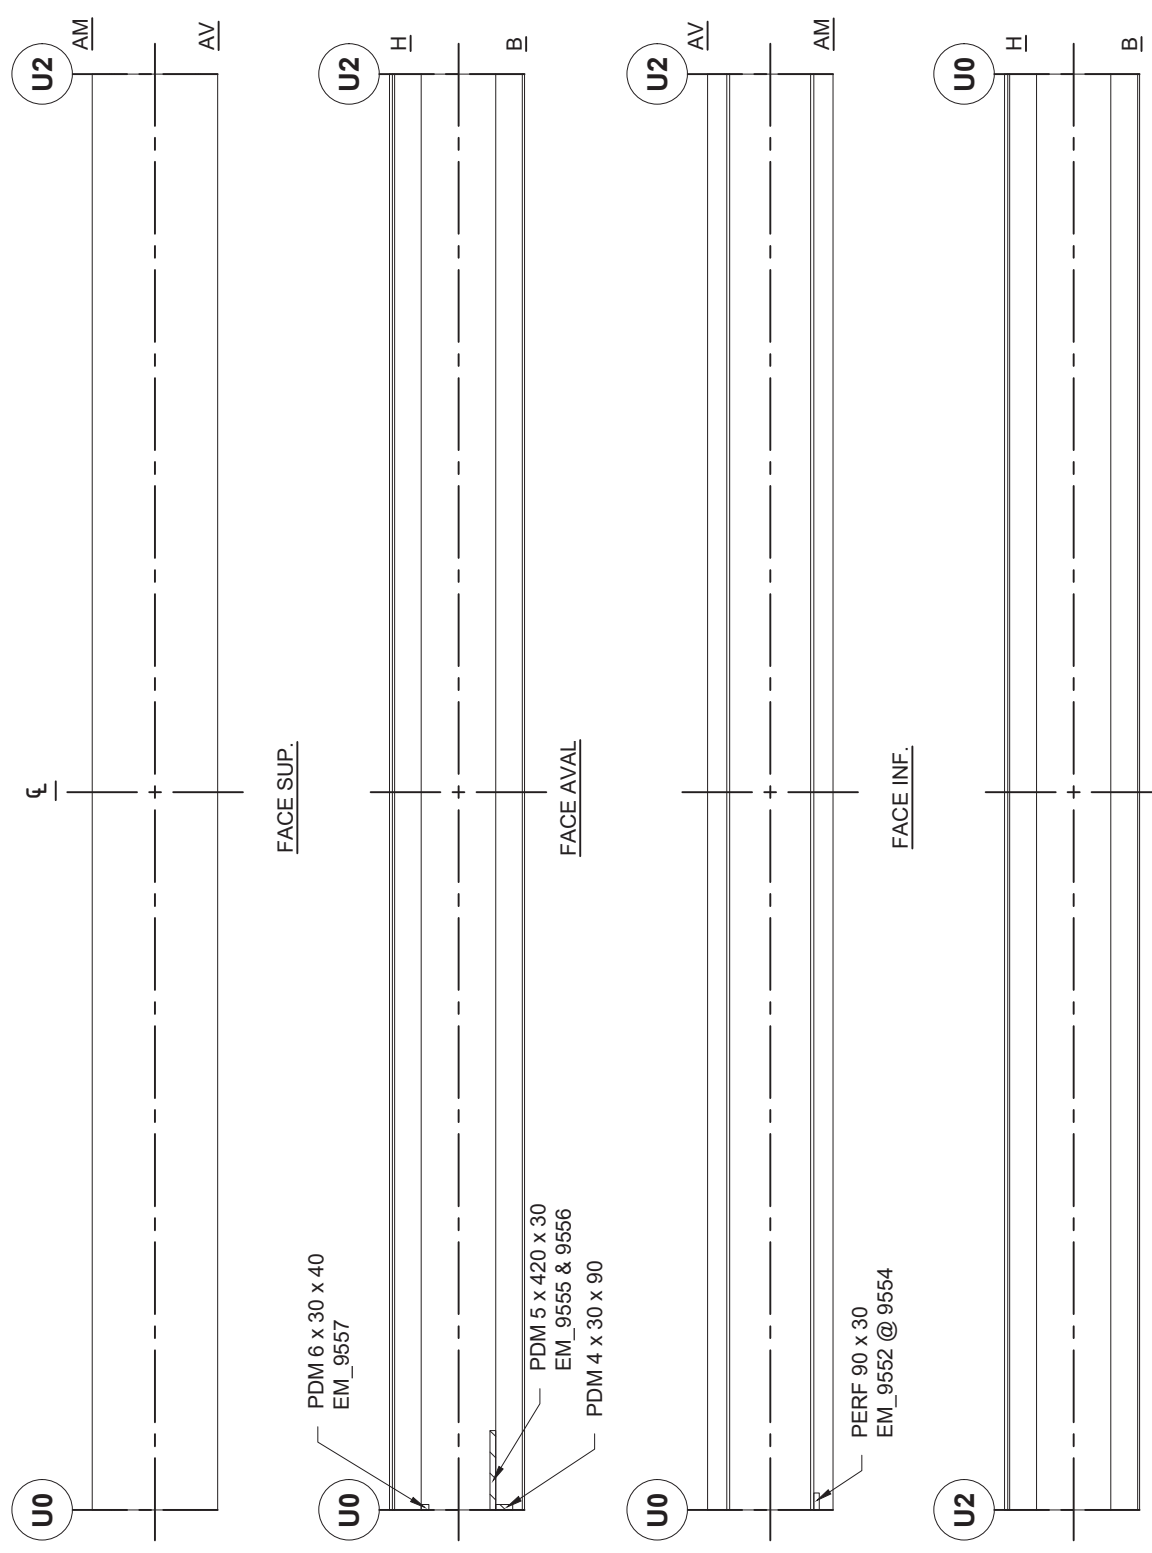 ℄
U0
U2
AM
AV
FACE SUP.
PDM 6 x 30 x 40
EM_9557
U0
U2
H
B
PDM 5 x 420 x 30
EM_9555 & 9556
PDM 4 x 30 x 90
FACE AVAL
U0
U2
AV
AM
PERF 90 x 30
EM_9552 @ 9554
FACE INF.
U2
U0
H
B